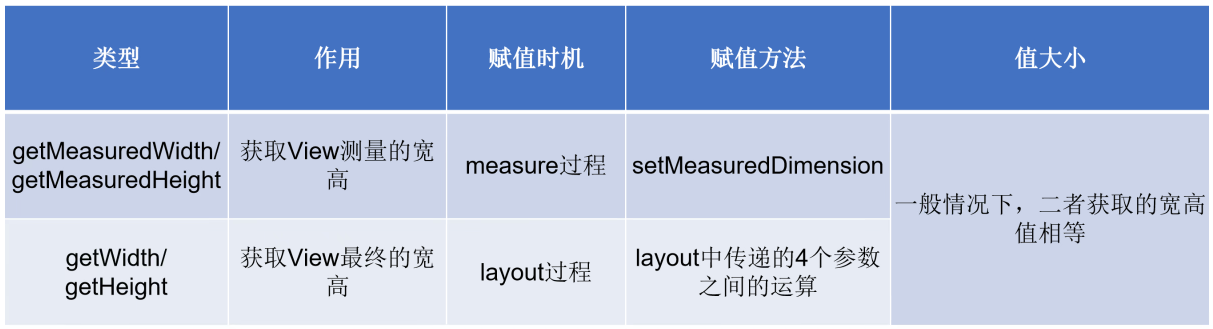 类型
作用
赋值时机
赋值方法
值大小
getMeasuredWidth/
getMeasuredHeight
获取View测量的宽
高
measure过程
setMeasuredDimension
一般情况下，二者获取的宽高
值相等
getWidth/
getHeight
获取View最终的宽
高
layout过程
layout中传递的4个参数
之间的运算